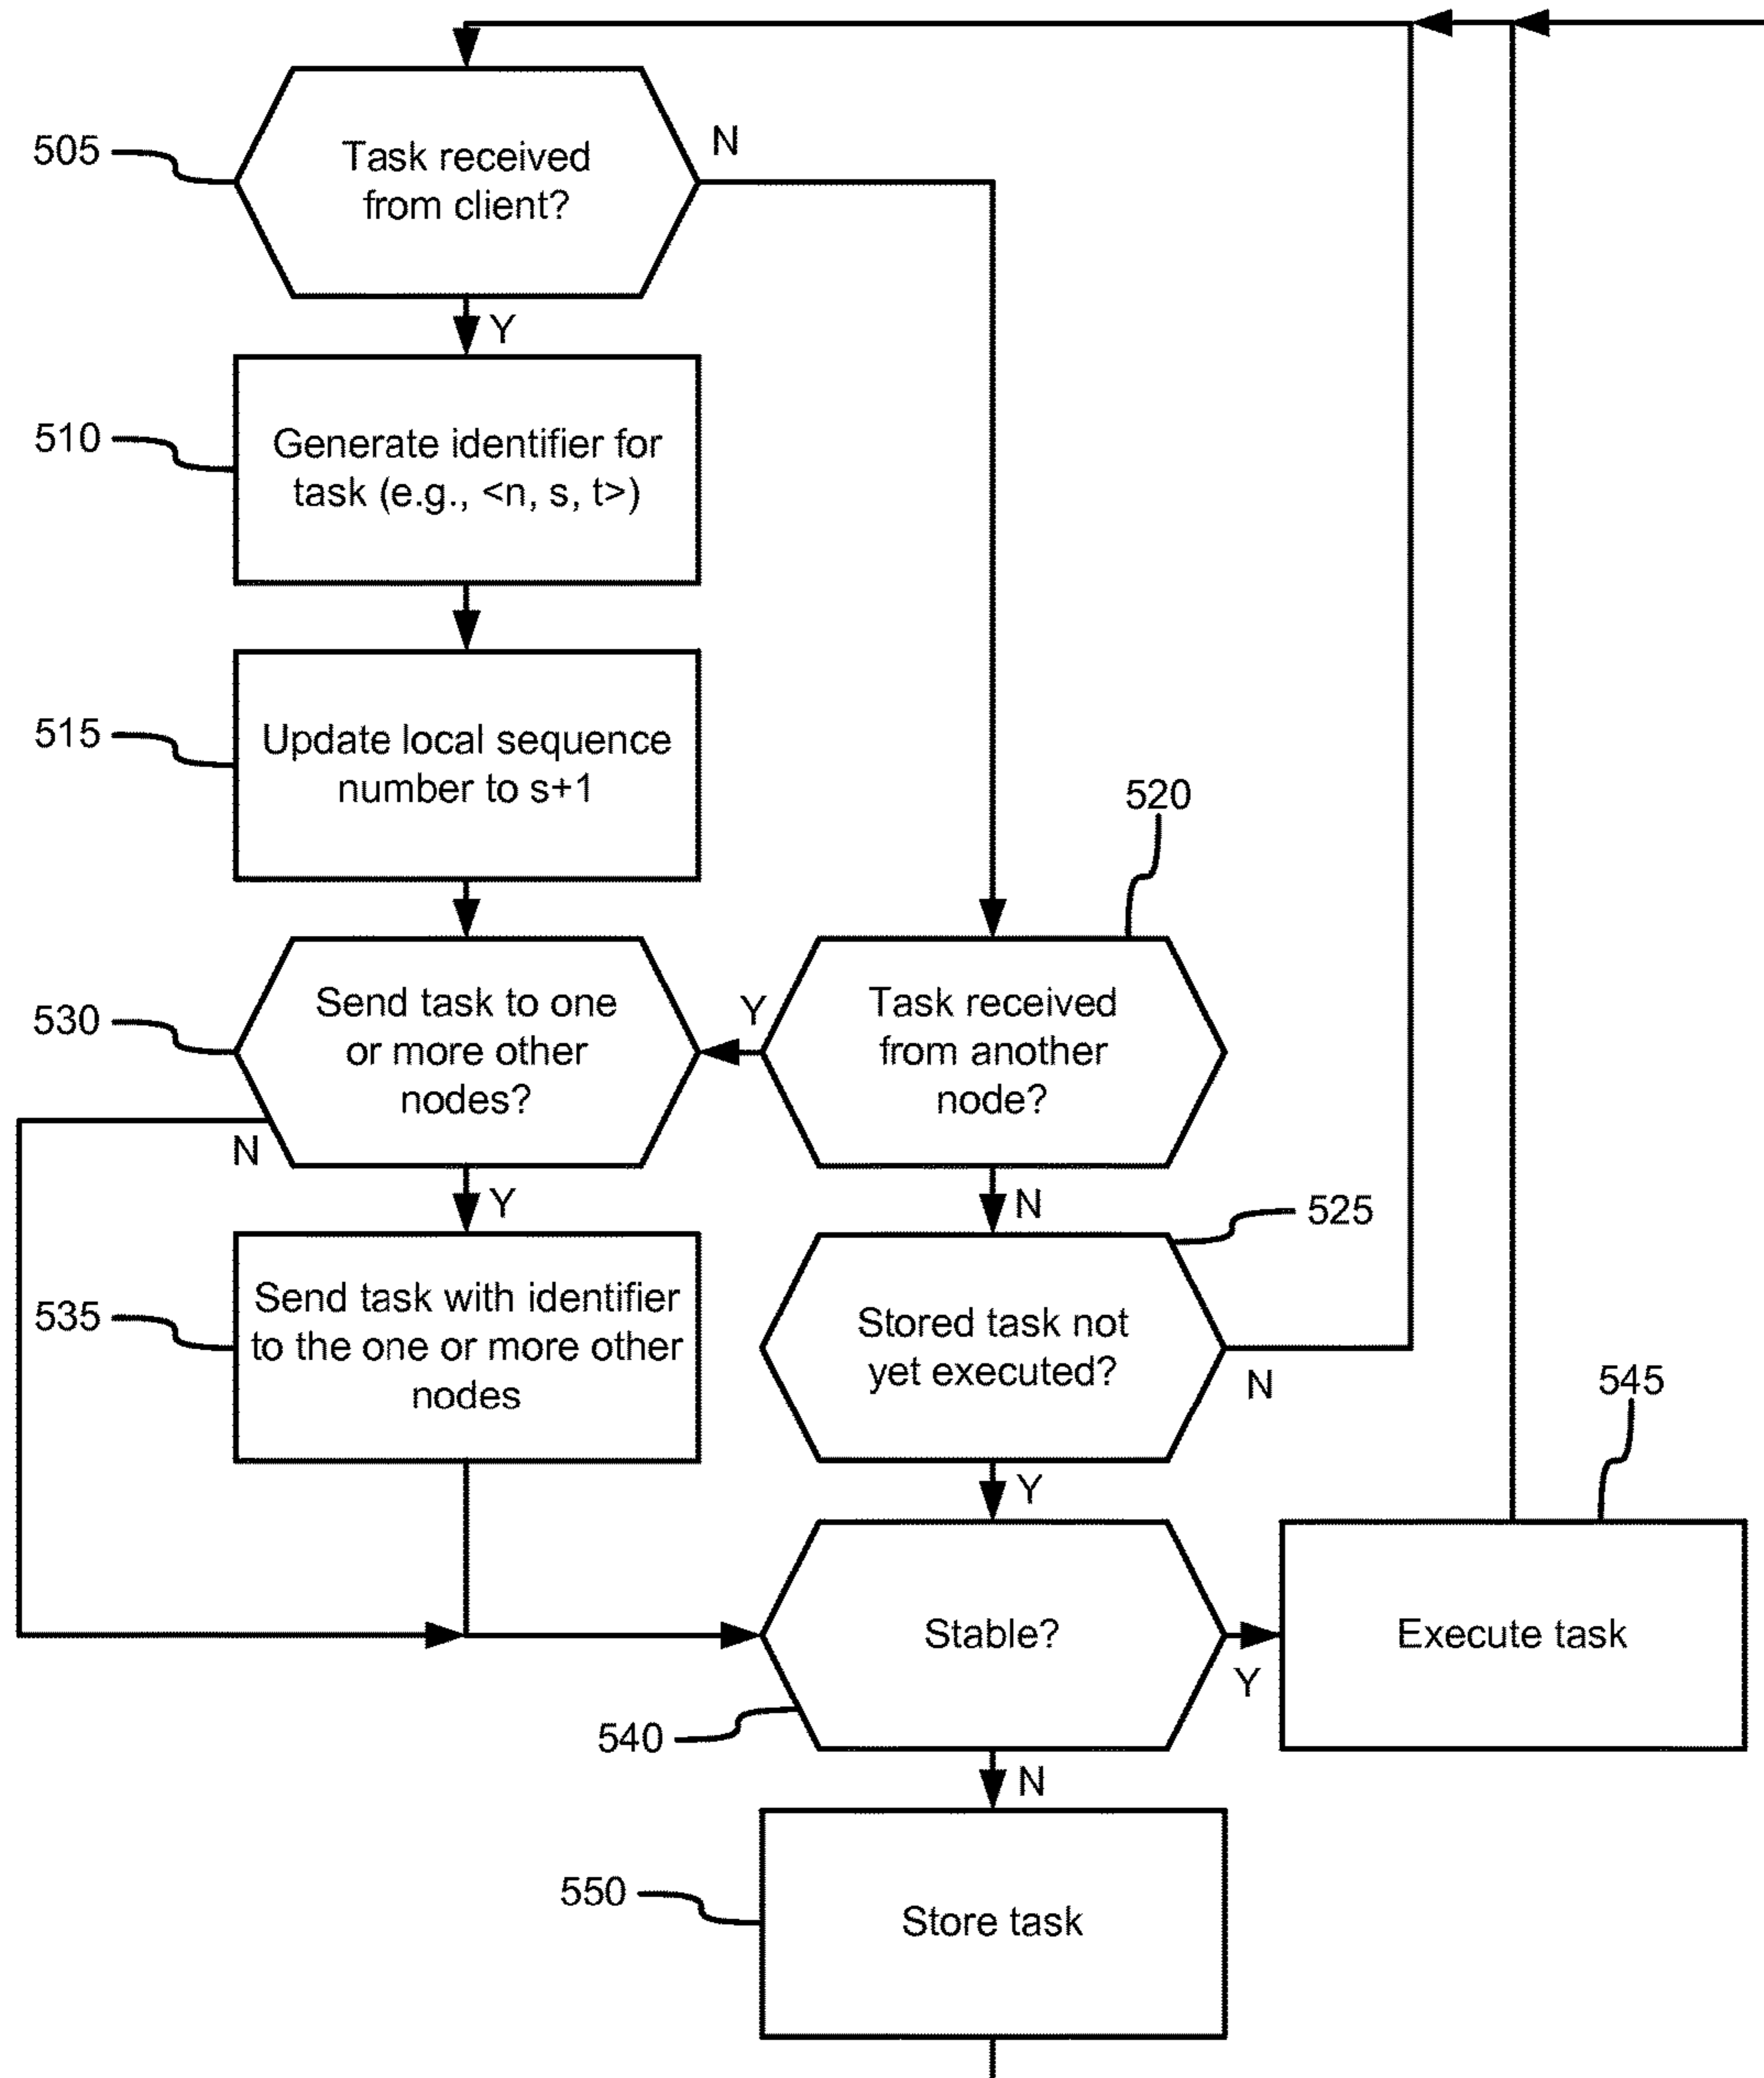 505
Task received
from client?
N
Y
510
Generate identifier for
task (e.g., <n, s, t>)
515
Update local sequence
number to s+1
520
530
Send task to one
or more other
nodes?
Y
Task received
from another
node?
N
Y
N
525
535
Send task with identifier
to the one or more other
nodes
Stored task not
yet executed?
N
545
Y
Stable?
Y
Execute task
540
N
550
Store task